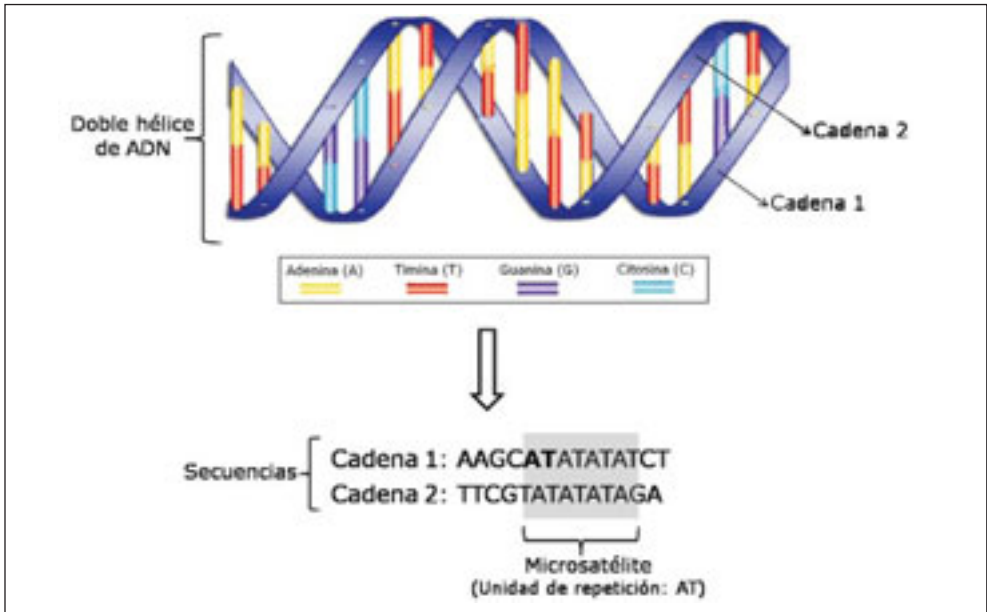 Doble hélice
de ADN
Cadena 2
Cadena 1
Adenina (A) Timina (T) Guanina (G) Citosina (C)
Secuencias
Cadena 1: AAGCATATATATCT
Cadena 2: TTCGTATATATAGA
Microsatélite
(Unidad de repetición: AT)